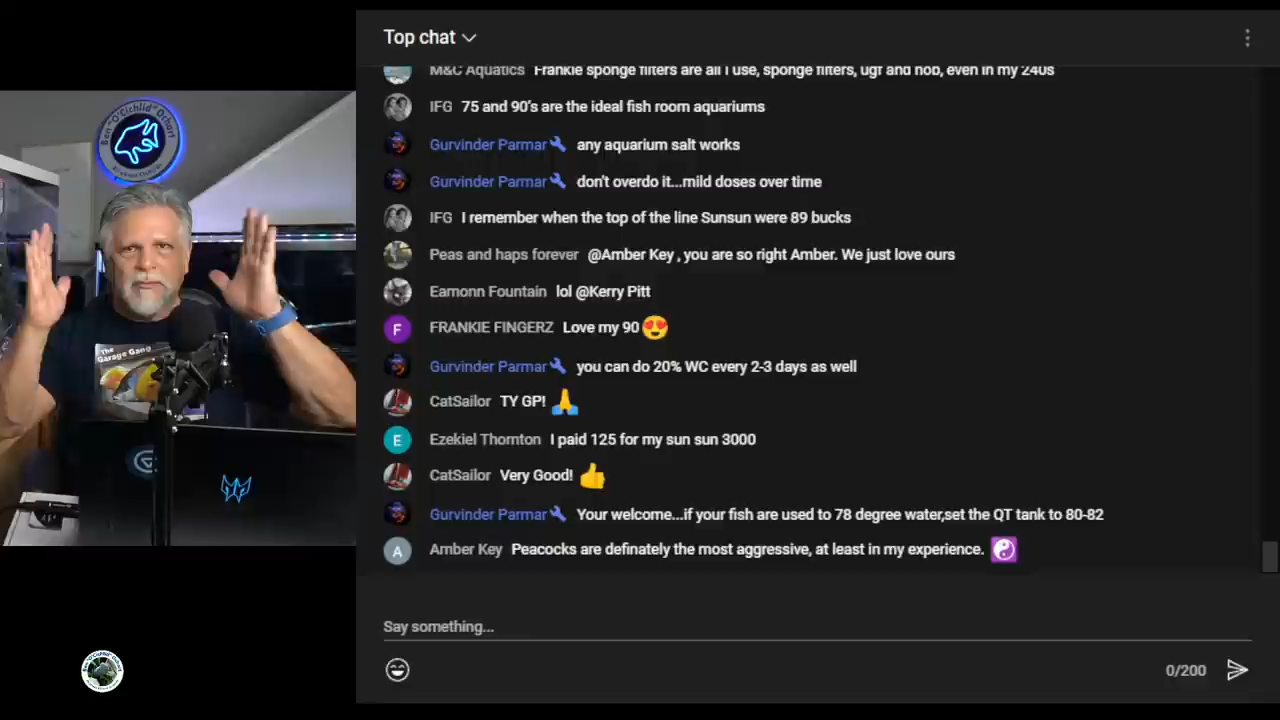 Top chat
M&C Aquatics Frankie sponge filters are all I use, sponge filters, ugf and hob, even in my 240s
IFG 75 and 90's are the ideal fish room aquariums
Gurvinder Parmar any aquarium salt works
Gurvinder Parmar don't overdo it...mild doses over time
IFG I remember when the top of the line Sunsun were 89 bucks
Peas and haps forever @Amber Key , you are so right Amber. We just love ours
Eamonn Fountain lol @Kerry Pitt
F FRANKIE FINGERZ Love my 90 😍
Gurvinder Parmar you can do 20% WC every 2-3 days as well
CatSailor TY GP! 🙏
E Ezekiel Thornton I paid 125 for my sun sun 3000
CatSailor Very Good! 👍
Gurvinder Parmar Your welcome...if your fish are used to 78 degree water,set the QT tank to 80-82
A Amber Key Peacocks are definately the most aggressive, at least in my experience. ☯️
Say something...
0/200
Ben "O'Cichlid" Ochart
The
Garage Gang